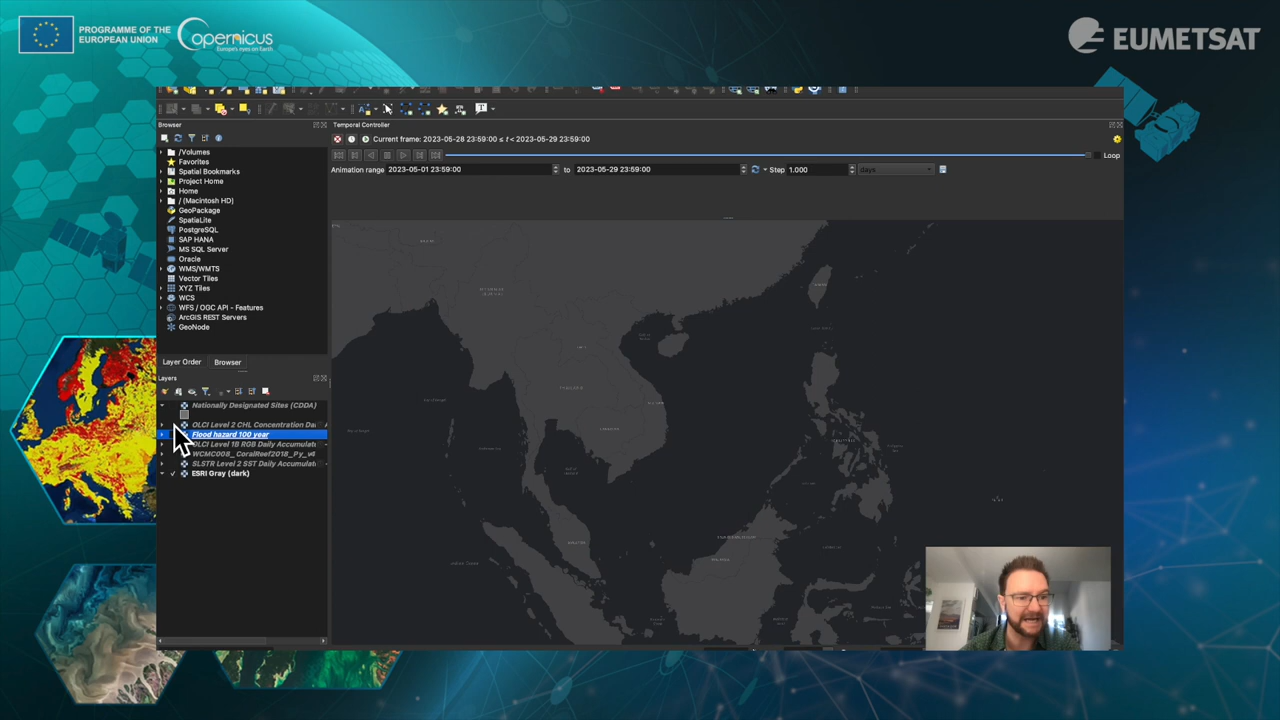 PROGRAMME OF THE
EUROPEAN UNION
Copernicus
Europe's eyes on Earth
EUMETSAT
Browser
Temporal Controller
Current frame: 2023-05-28 23:59:00 ≤ t < 2023-05-29 23:59:00
Loop
Animation range 2023-05-01 23:59:00 to 2023-05-29 23:59:00 Step 1.000 days
/Volumes
Favorites
Spatial Bookmarks
Project Home
Home
/ (Macintosh HD)
GeoPackage
SpatiaLite
PostgreSQL
SAP HANA
MS SQL Server
Oracle
WMS/WMTS
Vector Tiles
XYZ Tiles
WCS
WFS / OGC API - Features
ArcGIS REST Servers
GeoNode
Layer Order Browser
Layers
Nationally Designated Sites (CDDA)
OLCI Level 2 CHL Concentration Dai
Flood hazard 100 year
OLCI Level 1B RGB Daily Accumulat
WCMC008_CoralReef2018_Py_v4
SLSTR Level 2 SST Daily Accumulat
ESRI Gray (dark)
THAILAND